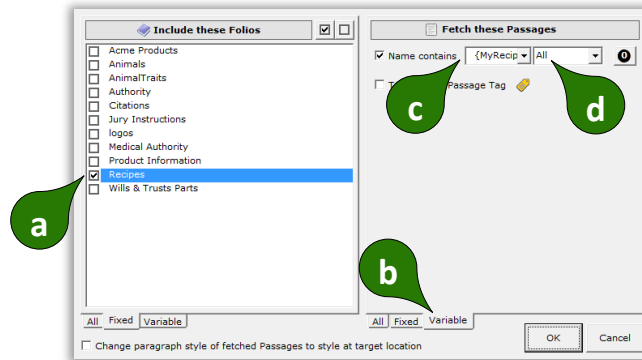 Include these Folios
Acme Products
Animals
AnimalTraits
Authority
Citations
Jury Instructions
logos
Medical Authority
Product Information
Recipes
Wills & Trusts Parts
All Fixed Variable
Fetch these Passages
Name contains {MyRecip All 0
Passage Tag
c
d
a
b
All Fixed Variable
Change paragraph style of fetched Passages to style at target location
OK Cancel